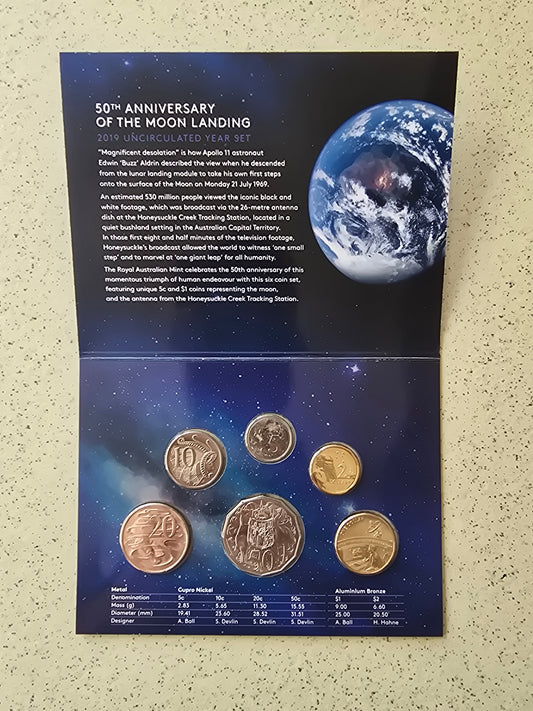 50TH ANNIVERSARY
OF THE MOON LANDING
2019 UNCIRCULATED YEAR SET
"Magnificent desolation" is how Apollo 11 astronaut
Edwin 'Buzz' Aldrin described the view when he descended
from the lunar landing module to take his own first steps
onto the surface of the Moon on Monday 21 July 1969.
An estimated 530 million people viewed the iconic black and
white footage, which was broadcast via the 26-metre antenna
dish at the Honeysuckle Creek Tracking Station, located in a
quiet bushland setting in the Australian Capital Territory.
In those first eight and half minutes of the television footage,
Honeysuckle's broadcast allowed the world to witness 'one small
step' and to marvel at 'one giant leap' for all humanity.
The Royal Australian Mint celebrates the 50th anniversary of this
momentous triumph of human endeavour with this six coin set,
featuring unique 5c and $1 coins representing the moon,
and the antenna from the Honeysuckle Creek Tracking Station.
10
2
20
50
Metal Cupro Nickel Aluminium Bronze
Denomination 5c 10c 20c 50c $1 $2
Mass (g) 2.83 5.65 11.30 15.55 9.00 6.60
Diameter (mm) 19.41 23.60 28.52 31.51 25.00 20.50
Designer A. Ball S. Devlin S. Devlin S. Devlin A. Ball H. Hahne